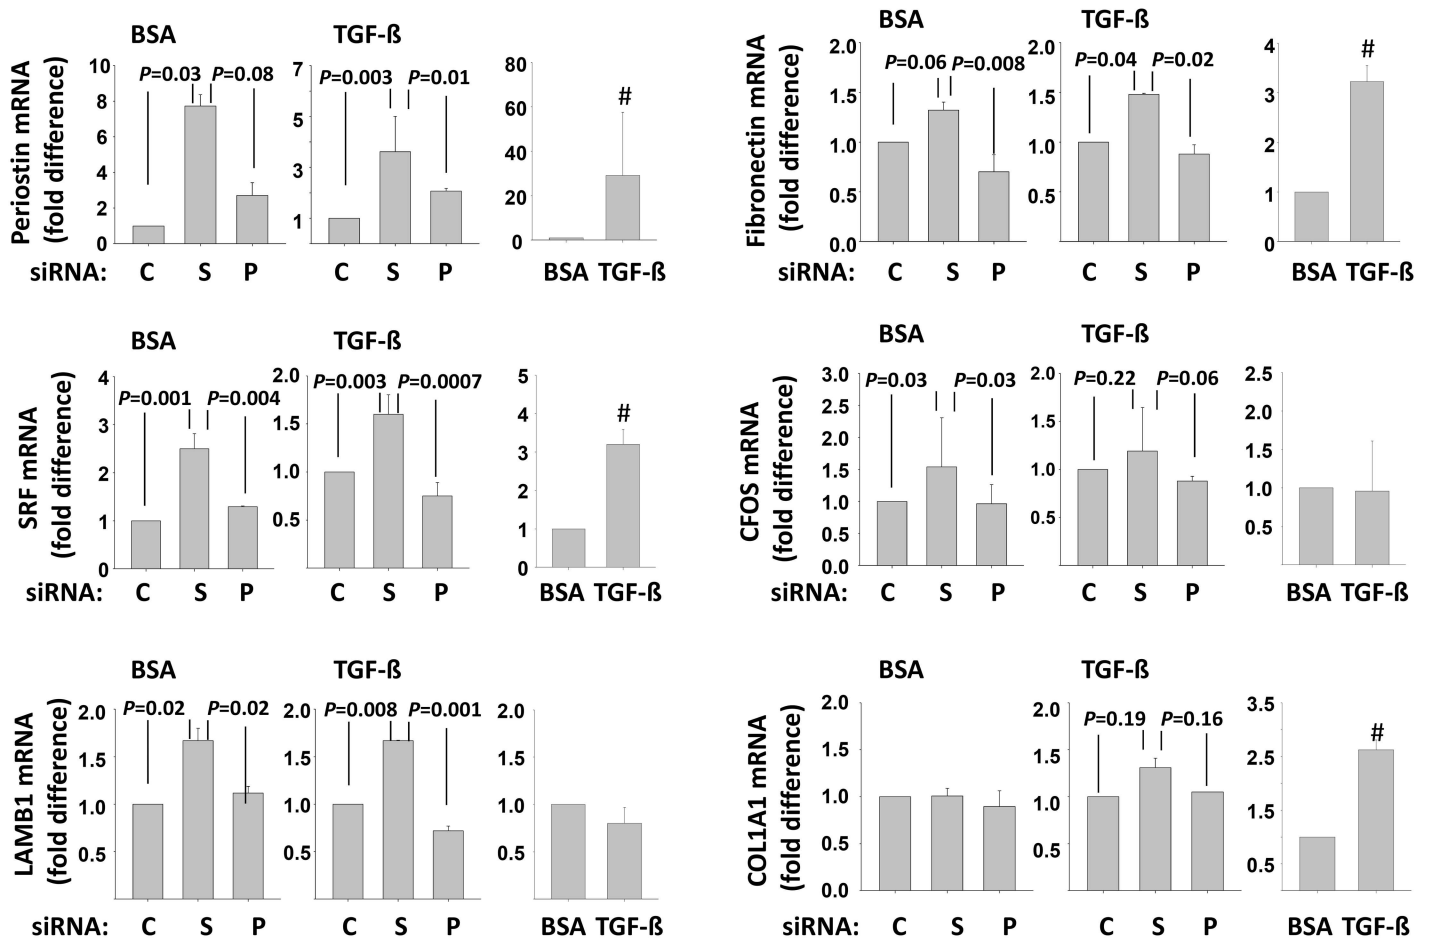 BSA TGF-ß
Periostin mRNA
(fold difference)
10
8
6
4
2
0
P=0.03 P=0.08
7
5
3
1
P=0.003 P=0.01
80
60
40
20
0
#
siRNA: C S P C S P BSA TGF-ß
BSA TGF-ß
Fibronectin mRNA
(fold difference)
2.0
1.5
1.0
0.5
0.0
P=0.06 P=0.008
2.0
1.5
1.0
0.5
P=0.04 P=0.02
4
3
2
1
0
#
siRNA: C S P C S P BSA TGF-ß
BSA TGF-ß
SRF mRNA
(fold difference)
4
3
2
1
0
P=0.001 P=0.004
2.0
1.5
1.0
0.5
P=0.003 P=0.0007
5
4
3
2
1
0
#
siRNA: C S P C S P BSA TGF-ß
BSA TGF-ß
CFOS mRNA
(fold difference)
3.0
2.5
2.0
1.5
1.0
0.5
0.0
P=0.03 P=0.03
2.0
1.5
1.0
0.5
P=0.22 P=0.06
2.5
2.0
1.5
1.0
0.5
siRNA: C S P C S P BSA TGF-ß
BSA TGF-ß
LAMB1 mRNA
(fold difference)
2.0
1.5
1.0
0.5
P=0.02 P=0.02
2.0
1.5
1.0
0.5
P=0.008 P=0.001
2.0
1.5
1.0
0.5
siRNA: C S P C S P BSA TGF-ß
BSA TGF-ß
COL1A1 mRNA
(fold difference)
2.0
1.5
1.0
0.5
0.0
2.0
1.5
1.0
0.5
P=0.19 P=0.16
3.5
2.5
1.5
0.5
#
siRNA: C S P C S P BSA TGF-ß